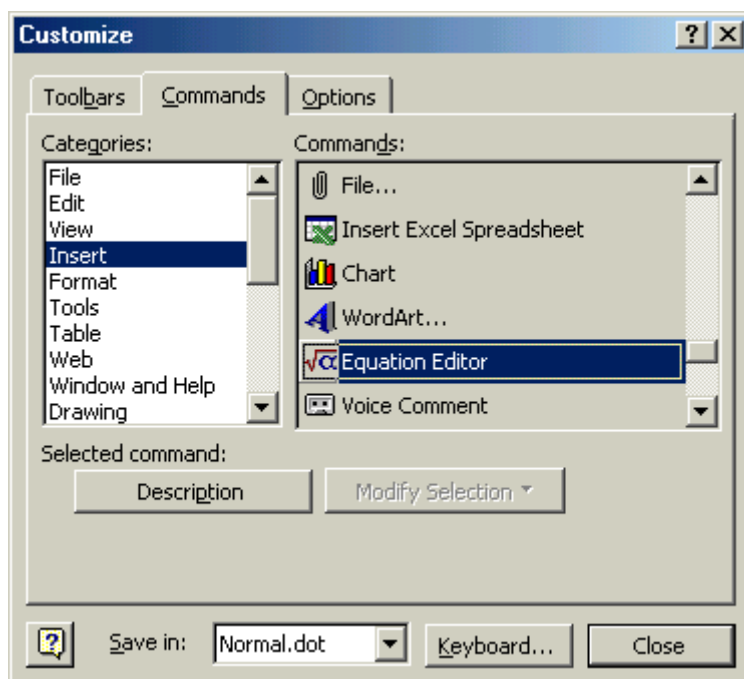 Customize
Toolbars Commands Options
Categories: Commands:
File
Edit
View
Insert
Format
Tools
Table
Web
Window and Help
Drawing
File...
Insert Excel Spreadsheet
Chart
WordArt...
√α Equation Editor
Voice Comment
Selected command:
Description Modify Selection
Save in: Normal.dot Keyboard... Close